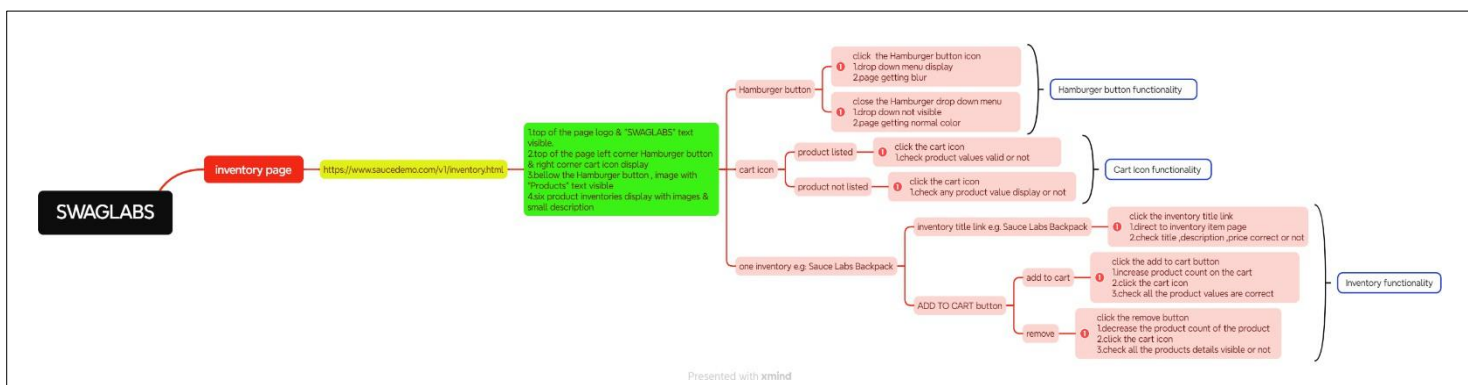 SWAGLABS
inventory page
https://www.saucedemo.com/v1/inventory.html
1.top of the page logo & "SWAGLABS" text
visible.
2.top of the page left corner Hamburger button
& right corner cart icon display
3.bellow the Hamburger button , image with
"Products" text visible
4.six product inventories display with images &
small description
Hamburger button
click the Hamburger button icon
1.drop down menu display
2.page getting blur
close the Hamburger drop down menu
1.drop down not visible
2.page getting normal color
Hamburger button functionality
cart icon
product listed
click the cart icon
1.check product values valid or not
product not listed
click the cart icon
1.check any product value display or not
Cart icon functionality
one inventory e.g: Sauce Labs Backpack
inventory title link e.g. Sauce Labs Backpack
click the inventory title link
1.direct to inventory item page
2.check title ,description ,price correct or not
ADD TO CART button
add to cart
click the add to cart button
1.increase product count on the cart
2.click the cart icon
3.check all the product values are correct
remove
click the remove button
1.decrease the product count of the product
2.click the cart icon
3.check all the products details visible or not
Inventory functionality
Presented with xmind